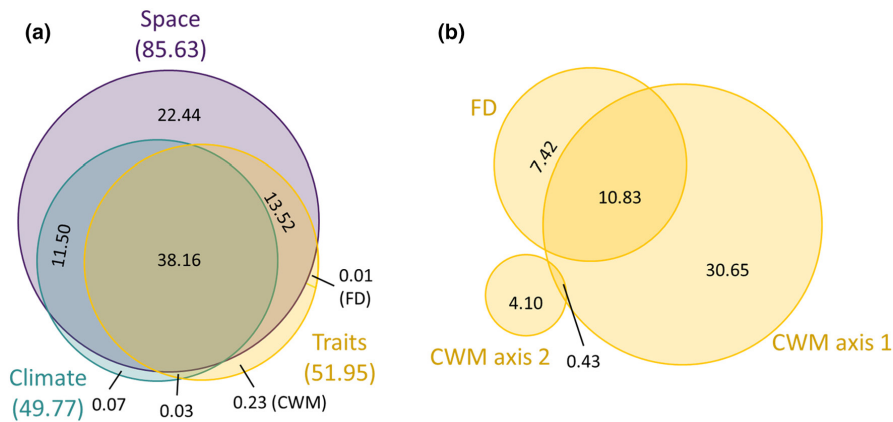 (a)
Space
(85.63)
22.44
11.50
38.16
13.52
0.01
(FD)
Traits
(51.95)
Climate
(49.77)
0.07
0.03
0.23 (CWM)
(b)
FD
7.42
10.83
30.65
4.10
CWM axis 2
0.43
CWM axis 1